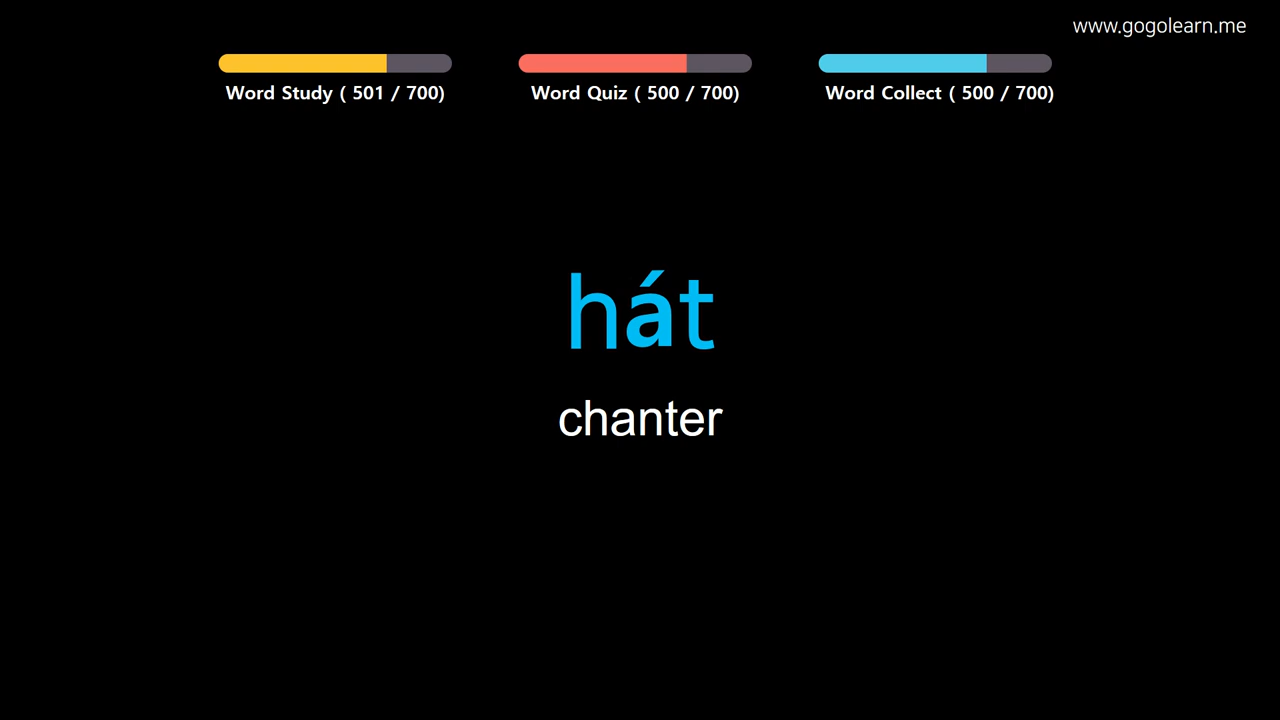 www.gogolearn.me
Word Study ( 501 / 700)
Word Quiz ( 500 / 700)
Word Collect ( 500 / 700)
hát
chanter